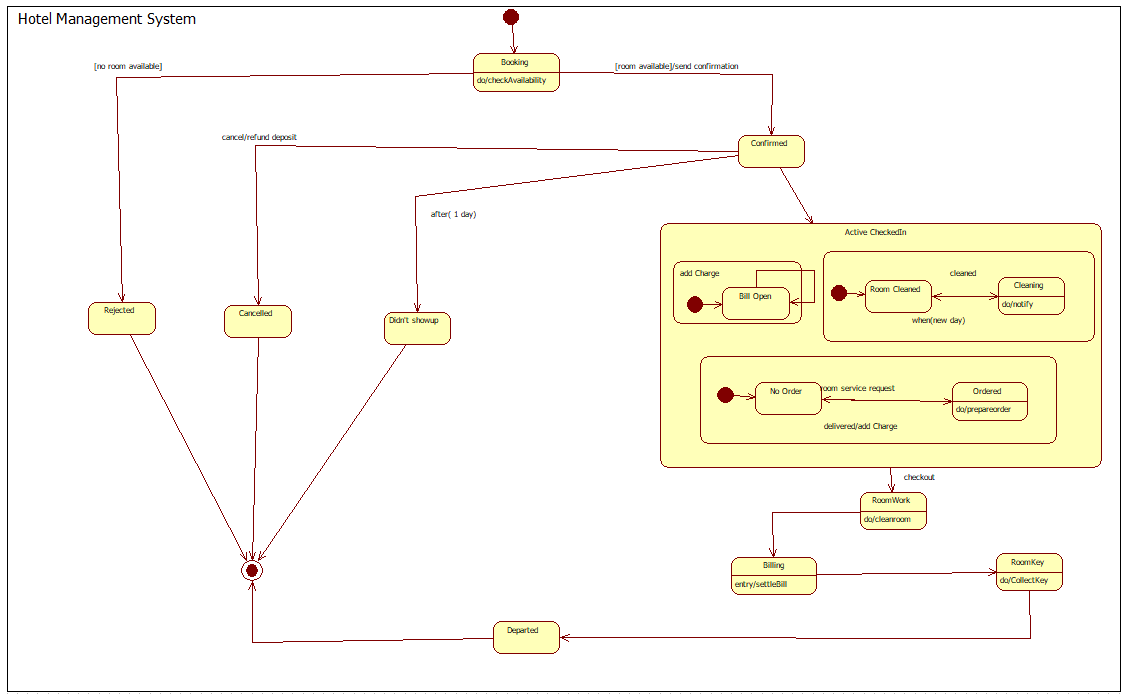 Hotel Management System
Booking
do/checkAvailability
[no room available]
[room available]/send confirmation
cancel/refund deposit
Confirmed
after( 1 day)
Active CheckedIn
add Charge
Bill Open
Room Cleaned
cleaned
Cleaning
do/notify
when(new day)
Rejected
Cancelled
Didn't showup
No Order
room service request
Ordered
do/prepareorder
delivered/add Charge
checkout
RoomWork
do/cleanroom
Billing
entry/settleBill
RoomKey
do/CollectKey
Departed